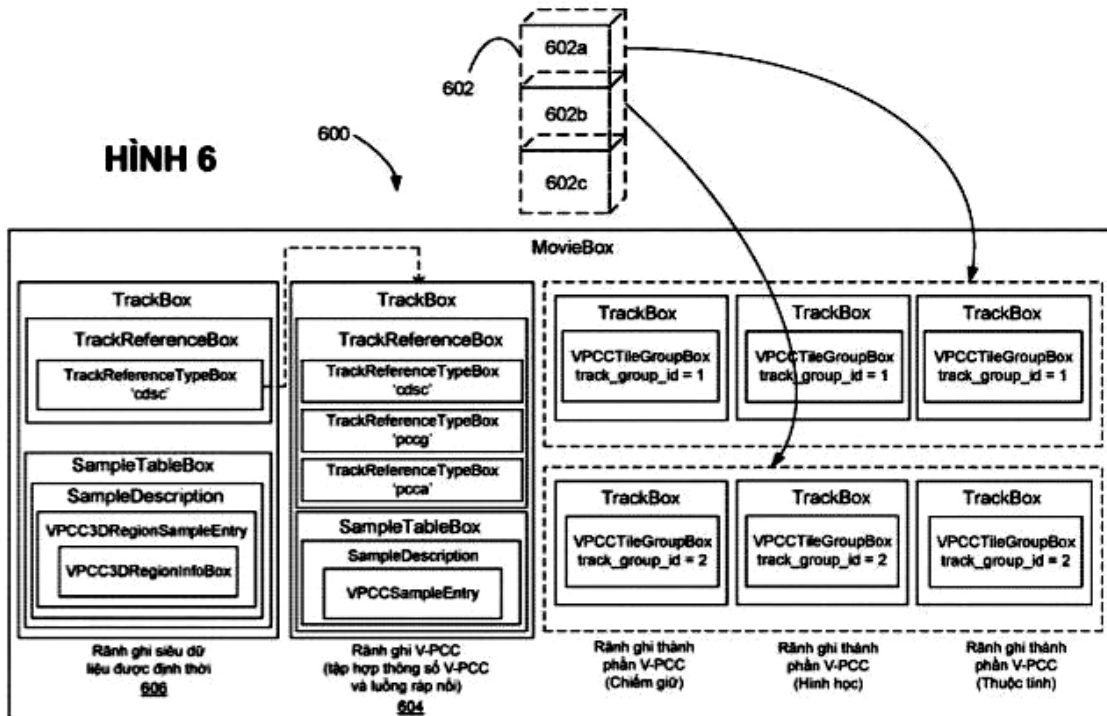 602a
602
602b
600
HÌNH 6
602c
MovieBox
TrackBox
TrackReferenceBox
TrackReferenceTypeBox
'cdsc'
SampleTableBox
SampleDescription
VPCC3DRegionSampleEntry
VPCC3DRegionInfoBox
Rãnh ghi siêu dữ
liệu được định thời
606
TrackBox
TrackReferenceBox
TrackReferenceTypeBox
'cdsc'
TrackReferenceTypeBox
'pccg'
TrackReferenceTypeBox
'pcca'
SampleTableBox
SampleDescription
VPCCSampleEntry
Rãnh ghi V-PCC
(tập hợp thông số V-PCC
và luồng ráp nối)
604
TrackBox
VPCCTileGroupBox
track_group_id = 1
TrackBox
VPCCTileGroupBox
track_group_id = 1
TrackBox
VPCCTileGroupBox
track_group_id = 1
TrackBox
VPCCTileGroupBox
track_group_id = 2
TrackBox
VPCCTileGroupBox
track_group_id = 2
TrackBox
VPCCTileGroupBox
track_group_id = 2
Rãnh ghi thành
phần V-PCC
(Chiếm giữ)
Rãnh ghi thành
phần V-PCC
(Hình học)
Rãnh ghi thành
phần V-PCC
(Thuộc tính)